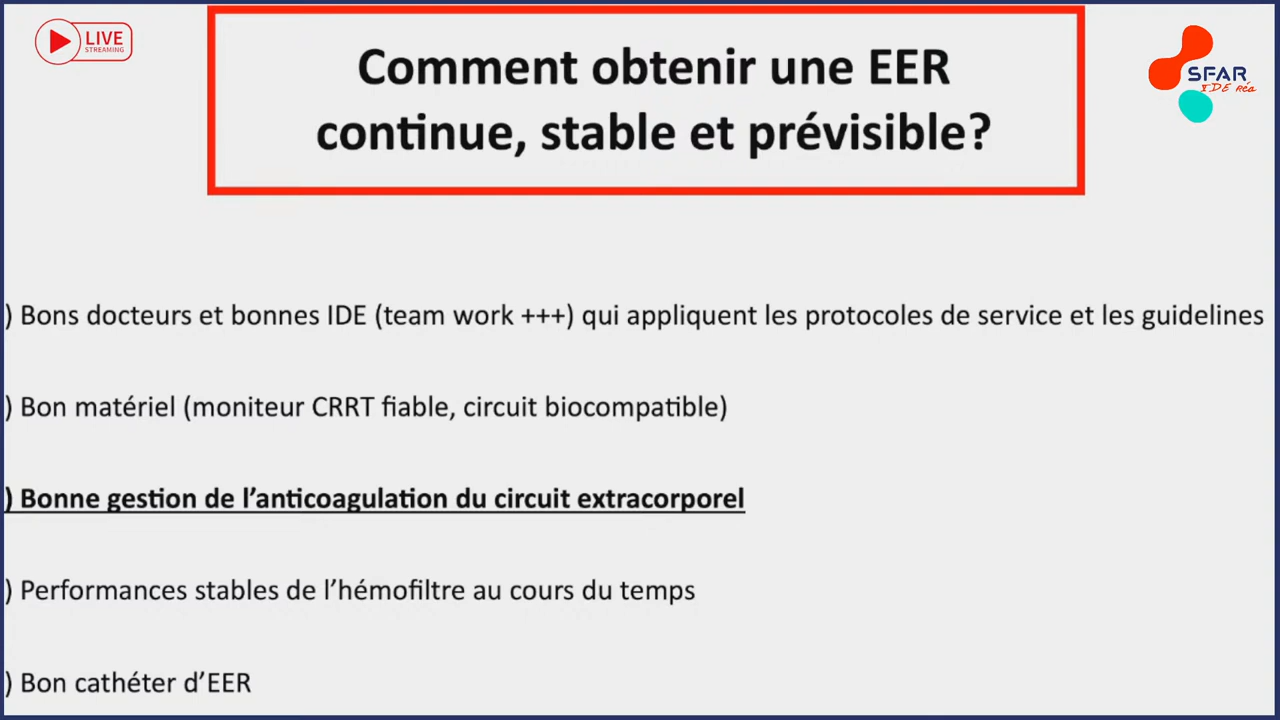 LIVE
STREAMING
Comment obtenir une EER
continue, stable et prévisible?
SFAR
IDE Réa
) Bons docteurs et bonnes IDE (team work +++) qui appliquent les protocoles de service et les guidelines
) Bon matériel (moniteur CRRT fiable, circuit biocompatible)
) Bonne gestion de l’anticoagulation du circuit extracorporel
) Performances stables de l’hémofiltre au cours du temps
) Bon cathéter d’EER